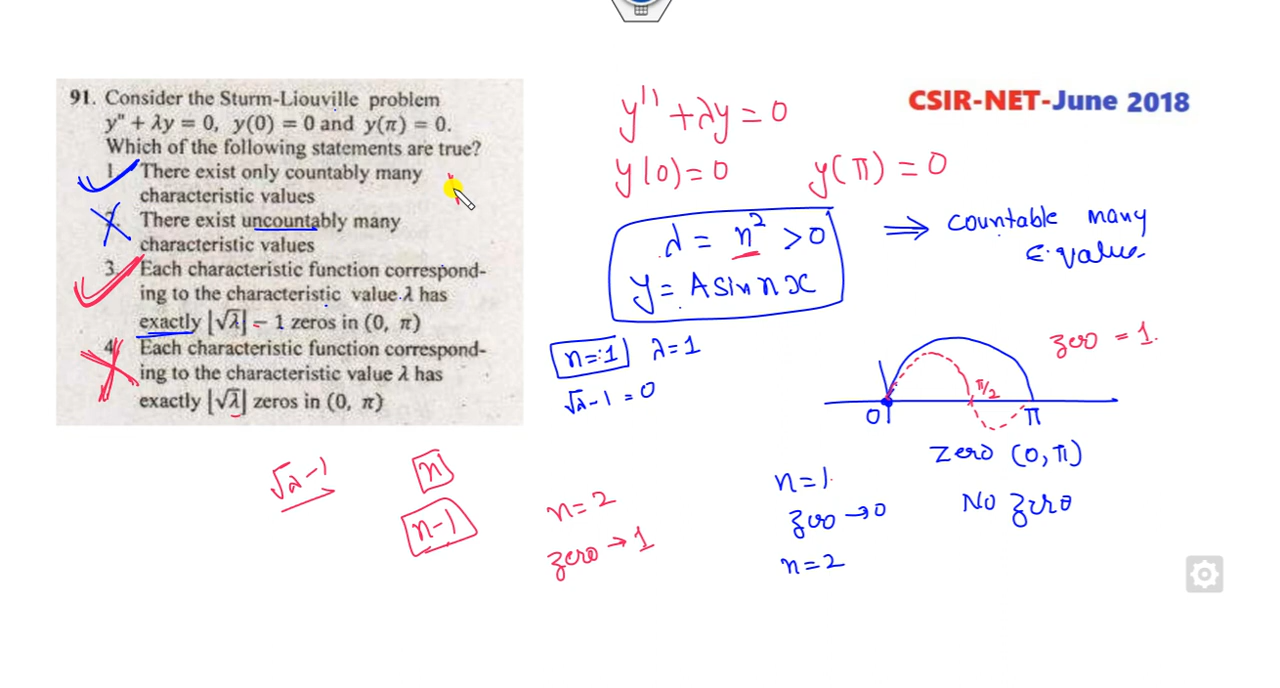 91. Consider the Sturm-Liouville problem
y" + λy = 0, y(0) = 0 and y(π) = 0.
Which of the following statements are true?
1. There exist only countably many
characteristic values
2. There exist uncountably many
characteristic values
3. Each characteristic function correspond-
ing to the characteristic value λ has
exactly ⌊√λ⌋ − 1 zeros in (0, π)
4. Each characteristic function correspond-
ing to the characteristic value λ has
exactly ⌊√λ⌋ zeros in (0, π)
CSIR-NET-June 2018
y'' + λy = 0
y(0) = 0 y(π) = 0
λ = n² > 0
y = A sin n x
⇒ countable many
E. value.
n = 1 λ = 1
√λ - 1 = 0
zero = 1.
0 π/2 π
zero (0, π)
No zero
n = 1.
zero → 0
n = 2
n = 2
zero → 1
√λ - 1
n
n-1